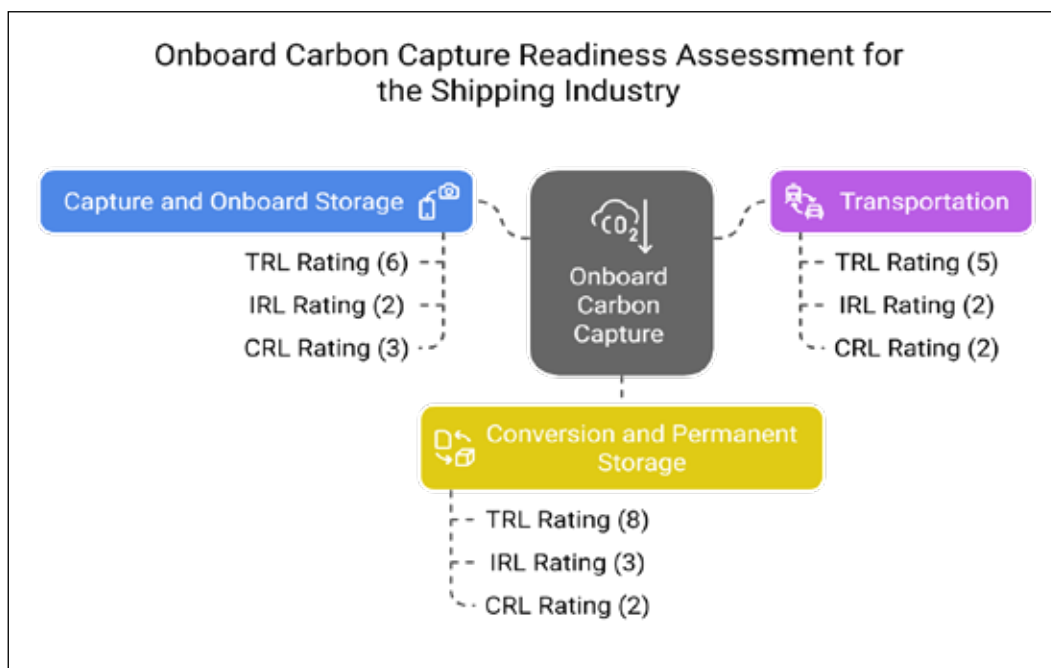 Onboard Carbon Capture Readiness Assessment for
the Shipping Industry
Capture and Onboard Storage
TRL Rating (6)
IRL Rating (2)
CRL Rating (3)
CO2
Onboard
Carbon
Capture
Transportation
TRL Rating (5)
IRL Rating (2)
CRL Rating (2)
Conversion and Permanent
Storage
TRL Rating (8)
IRL Rating (3)
CRL Rating (2)